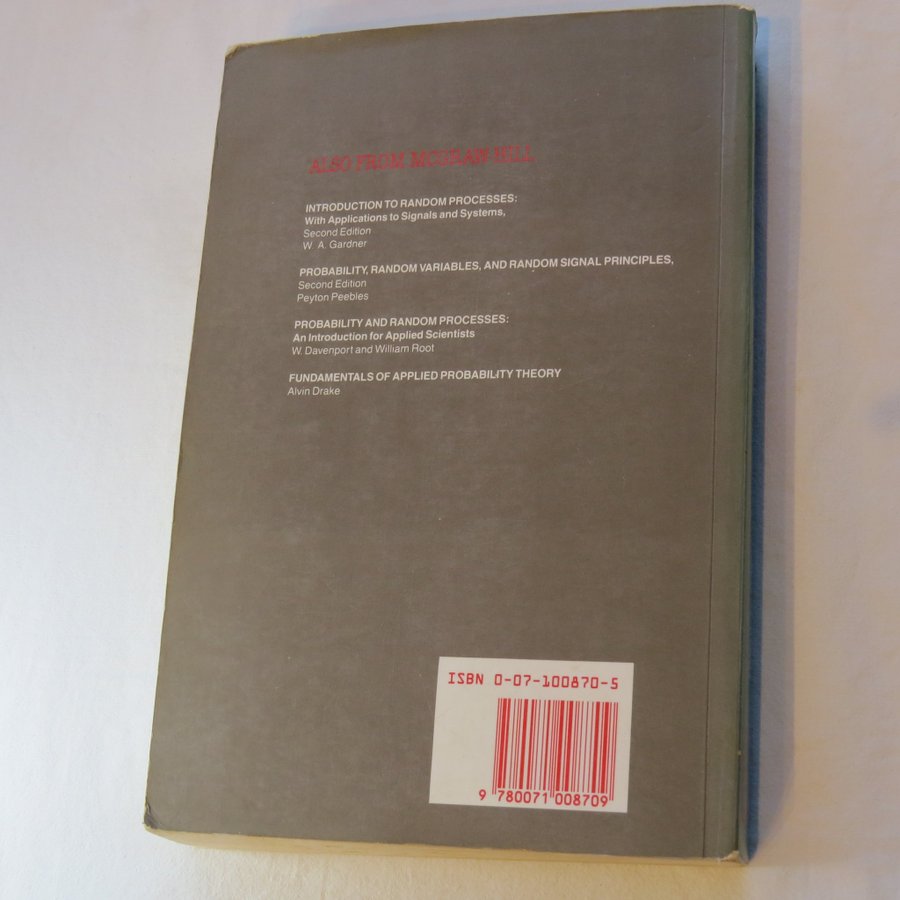 ALSO FROM MCGRAW-HILL
INTRODUCTION TO RANDOM PROCESSES:
With Applications to Signals and Systems,
Second Edition
W. A. Gardner
PROBABILITY, RANDOM VARIABLES, AND RANDOM SIGNAL PRINCIPLES,
Second Edition
Peyton Peebles
PROBABILITY AND RANDOM PROCESSES:
An Introduction for Applied Scientists
W. Davenport and William Root
FUNDAMENTALS OF APPLIED PROBABILITY THEORY
Alvin Drake
ISBN 0-07-100870-5
9 780071 008709